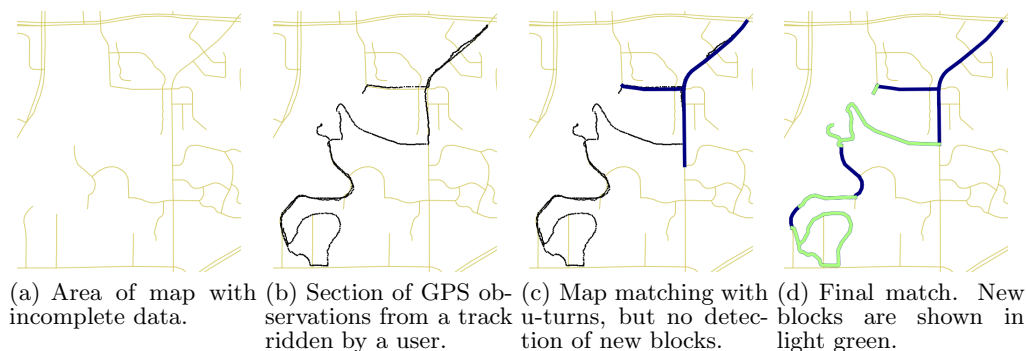 (a) Area of map with
incomplete data.
(b) Section of GPS ob-
servations from a track
ridden by a user.
(c) Map matching with
u-turns, but no detec-
tion of new blocks.
(d) Final match. New
blocks are shown in
light green.